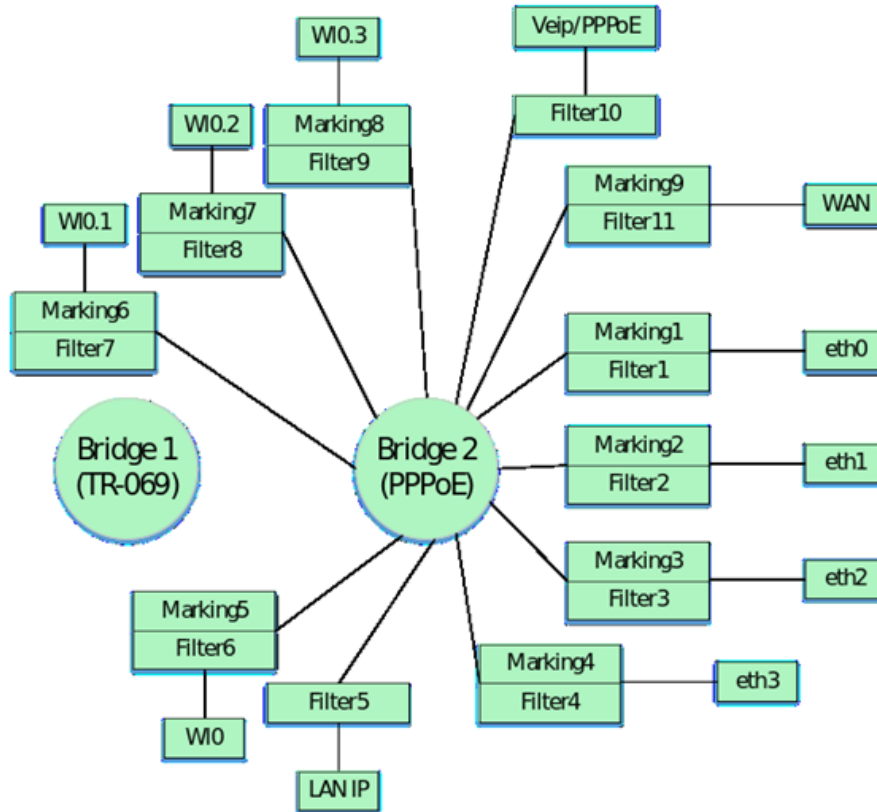 Wl0.3
Veip/PPPoE
Filter10
Wl0.2
Marking8
Filter9
Marking9
Filter11
WAN
Wl0.1
Marking7
Filter8
Marking6
Filter7
Marking1
Filter1
eth0
Bridge 1
(TR-069)
Bridge 2
(PPPoE)
Marking2
Filter2
eth1
Marking3
Filter3
eth2
Marking5
Filter6
Marking4
Filter4
eth3
Filter5
Wl0
LAN IP